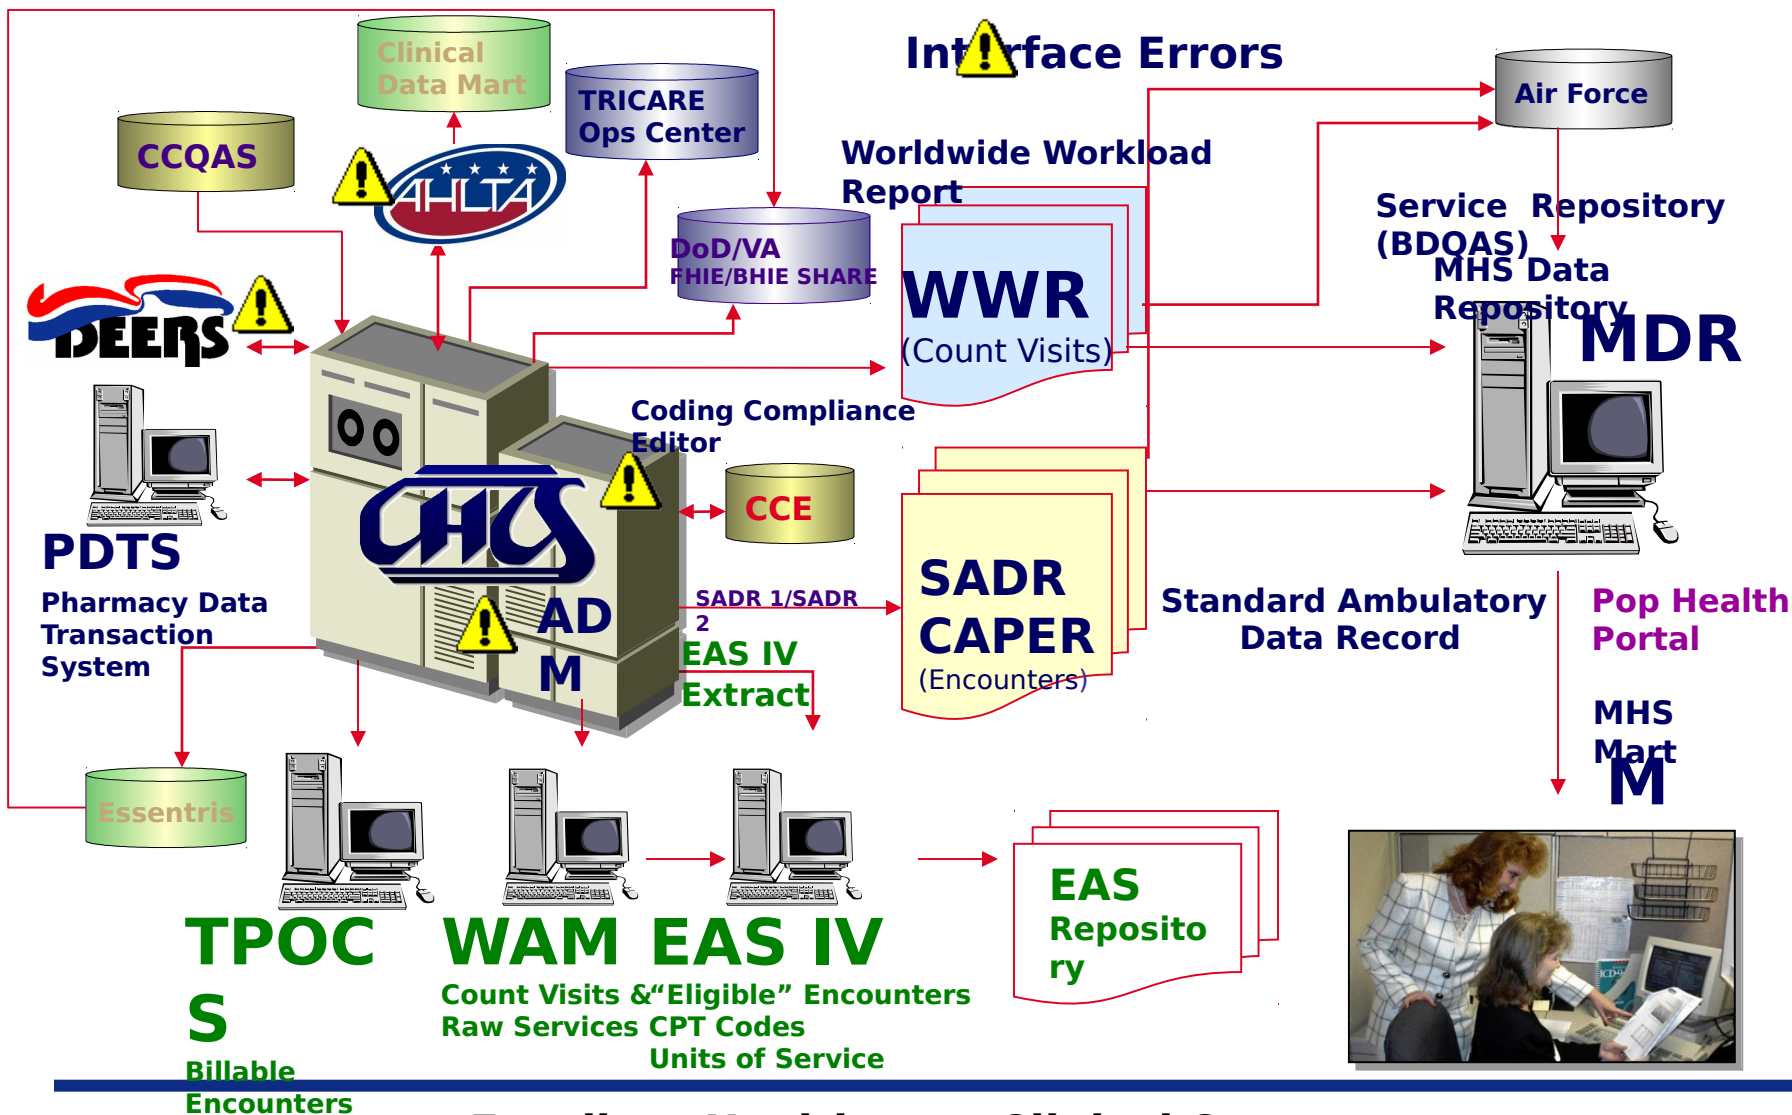 Clinical
Data Mart
Interface Errors
TRICARE
Ops Center
Air Force
CCQAS
AHLTA
Worldwide Workload
Report
Service Repository
(BDQAS)
DoD/VA
FHIE/BHIE SHARE
MHS Data
Repository
MDR
DEERS
WWR
(Count Visits)
Coding Compliance
Editor
CCE
CHCS
PDTS
Pharmacy Data
Transaction
System
AD
M
SADR 1/SADR
2
EAS IV
Extract
SADR
CAPER
(Encounters)
Standard Ambulatory
Data Record
Pop Health
Portal
MHS
Mart
M
Essentris
EAS
Reposito
ry
TPOC
S
Billable
Encounters
WAM
Count Visits &
Raw Services
EAS IV
“Eligible” Encounters
CPT Codes
Units of Service